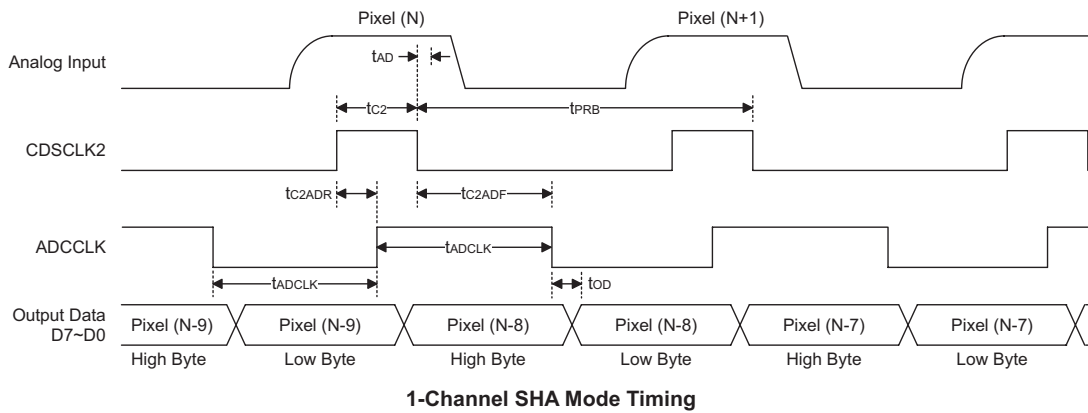 Pixel (N) Pixel (N+1)
Analog Input
tAD
tC2 tPRB
CDSCLK2
tC2ADR tC2ADF
ADCCLK
tADCLK
tADCLK tOD
Output Data
D7~D0
Pixel (N-9) Pixel (N-9) Pixel (N-8) Pixel (N-8) Pixel (N-7) Pixel (N-7)
High Byte Low Byte High Byte Low Byte High Byte Low Byte
1-Channel SHA Mode Timing